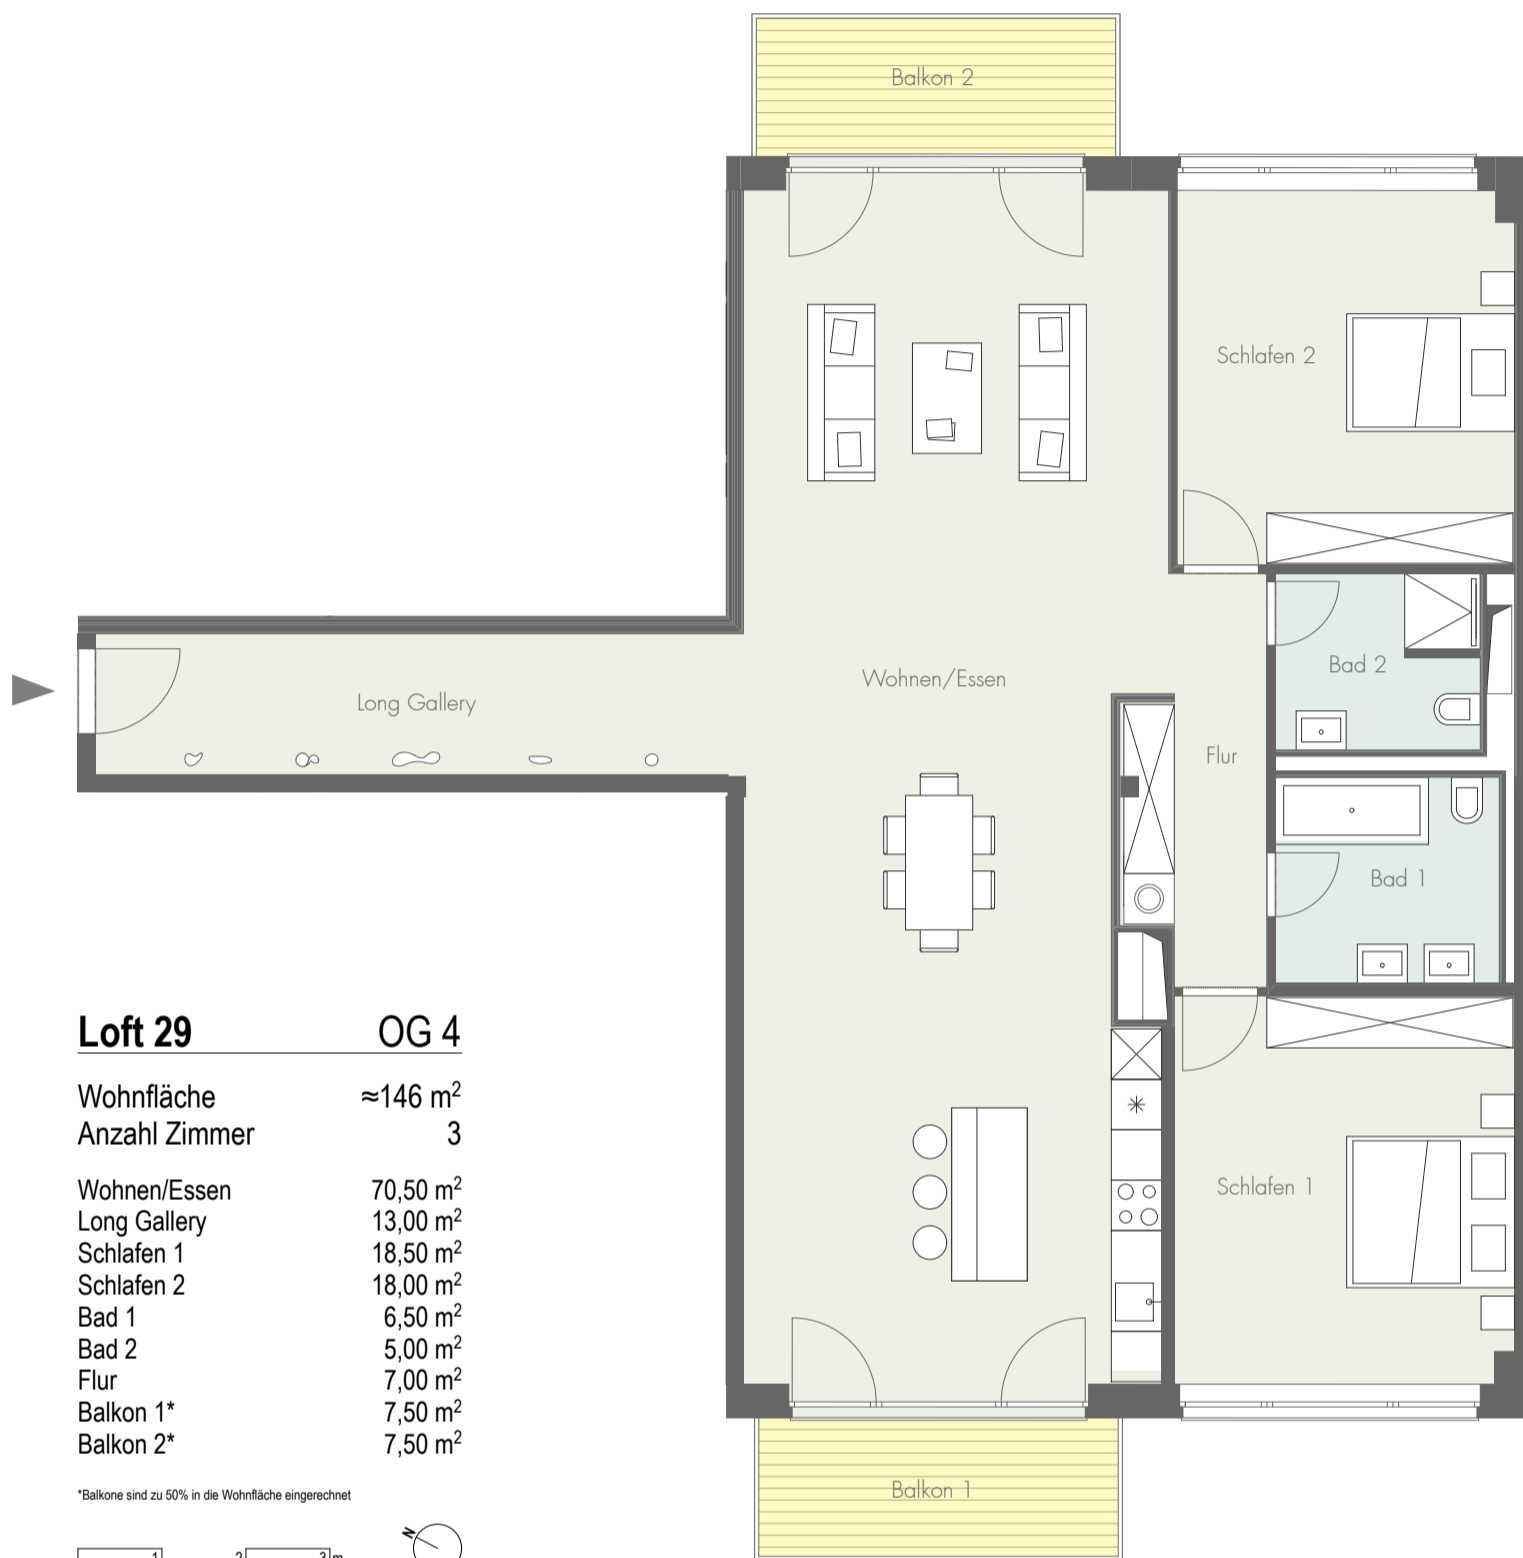 Balkon 2
Schlafen 2
Bad 2
Wohnen/Essen
Long Gallery
Flur
Bad 1
Schlafen 1
Balkon 1
Loft 29 OG 4
Wohnfläche ≈146 m²
Anzahl Zimmer 3
Wohnen/Essen 70,50 m²
Long Gallery 13,00 m²
Schlafen 1 18,50 m²
Schlafen 2 18,00 m²
Bad 1 6,50 m²
Bad 2 5,00 m²
Flur 7,00 m²
Balkon 1* 7,50 m²
Balkon 2* 7,50 m²
*Balkone sind zu 50% in die Wohnfläche eingerechnet
N
1 2 3 m